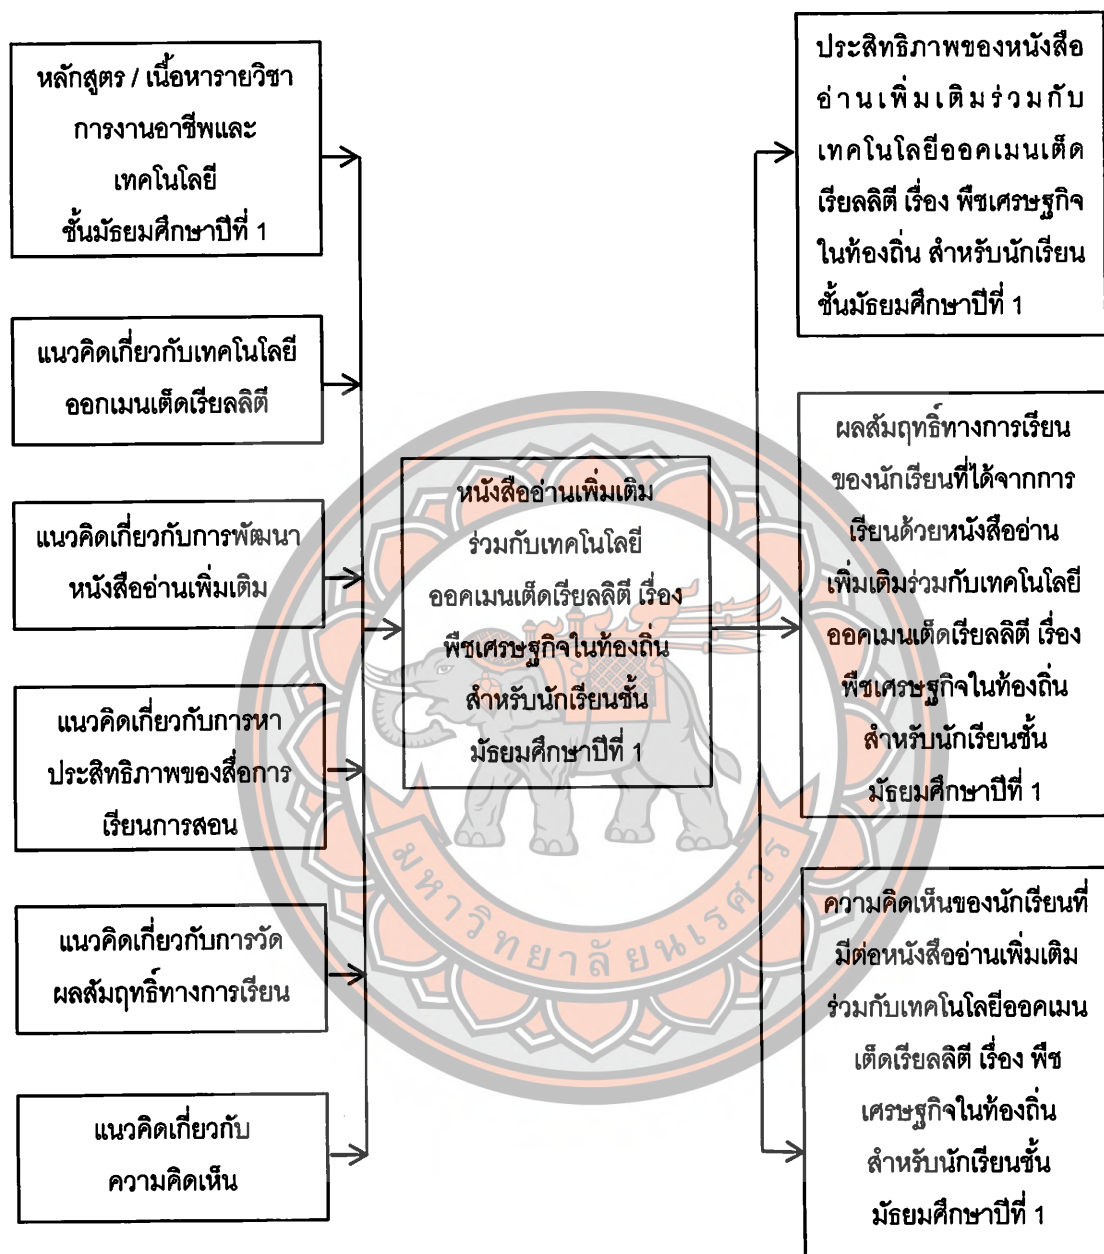 หลักสูตร / เนื้อหารายวิชา
การงานอาชีพและ
เทคโนโลยี
ชั้นมัธยมศึกษาปีที่ 1
แนวคิดเกี่ยวกับเทคโนโลยี
ออกเมนเต็ดเรียลลิตี
แนวคิดเกี่ยวกับการพัฒนา
หนังสืออ่านเพิ่มเติม
แนวคิดเกี่ยวกับการหา
ประสิทธิภาพของสื่อการ
เรียนการสอน
แนวคิดเกี่ยวกับการวัด
ผลสัมฤทธิ์ทางการเรียน
แนวคิดเกี่ยวกับ
ความคิดเห็น
หนังสืออ่านเพิ่มเติม
ร่วมกับเทคโนโลยี
ออคเมนเต็ดเรียลลิตี เรื่อง
พืชเศรษฐกิจในท้องถิ่น
สำหรับนักเรียนชั้น
มัธยมศึกษาปีที่ 1
ประสิทธิภาพของหนังสือ
อ่านเพิ่มเติมร่วมกับ
เทคโนโลยีออคเมนเต็ด
เรียลลิตี เรื่อง พืชเศรษฐกิจ
ในท้องถิ่น สำหรับนักเรียน
ชั้นมัธยมศึกษาปีที่ 1
ผลสัมฤทธิ์ทางการเรียน
ของนักเรียนที่ได้จากการ
เรียนด้วยหนังสืออ่าน
เพิ่มเติมร่วมกับเทคโนโลยี
ออคเมนเต็ดเรียลลิตี เรื่อง
พืชเศรษฐกิจในท้องถิ่น
สำหรับนักเรียนชั้น
มัธยมศึกษาปีที่ 1
ความคิดเห็นของนักเรียนที่
มีต่อหนังสืออ่านเพิ่มเติม
ร่วมกับเทคโนโลยีออคเมน
เต็ดเรียลลิตี เรื่อง พืช
เศรษฐกิจในท้องถิ่น
สำหรับนักเรียนชั้น
มัธยมศึกษาปีที่ 1
มหาวิทยาลัยนเรศวร